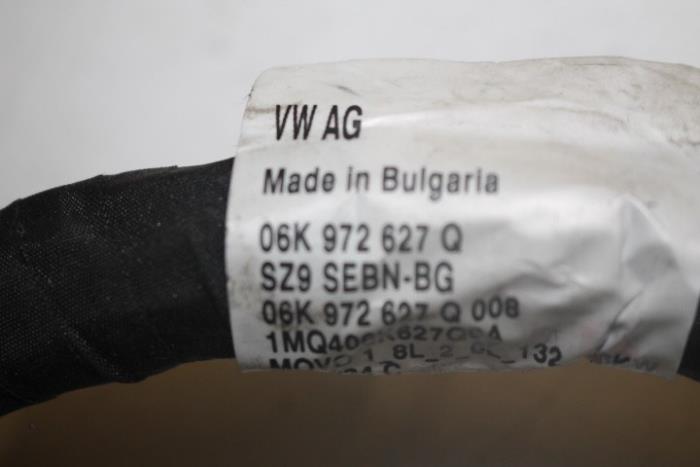 VW AG
Made in Bulgaria
06K 972 627 Q
SZ9 SEBN-BG
06K 972 627 Q 008